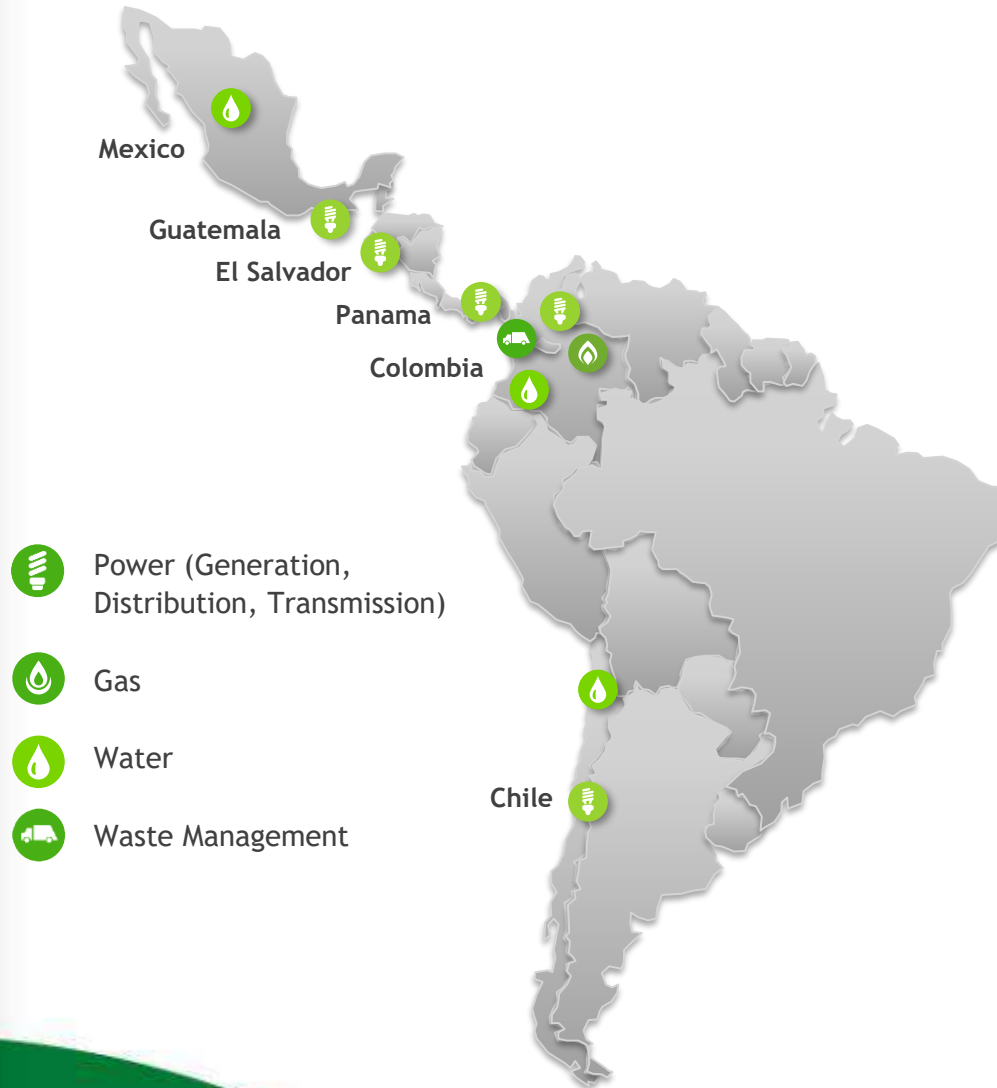 Mexico
Guatemala
El Salvador
Panama
Colombia
Power (Generation,
Distribution, Transmission)
Gas
Water
Chile
Waste Management